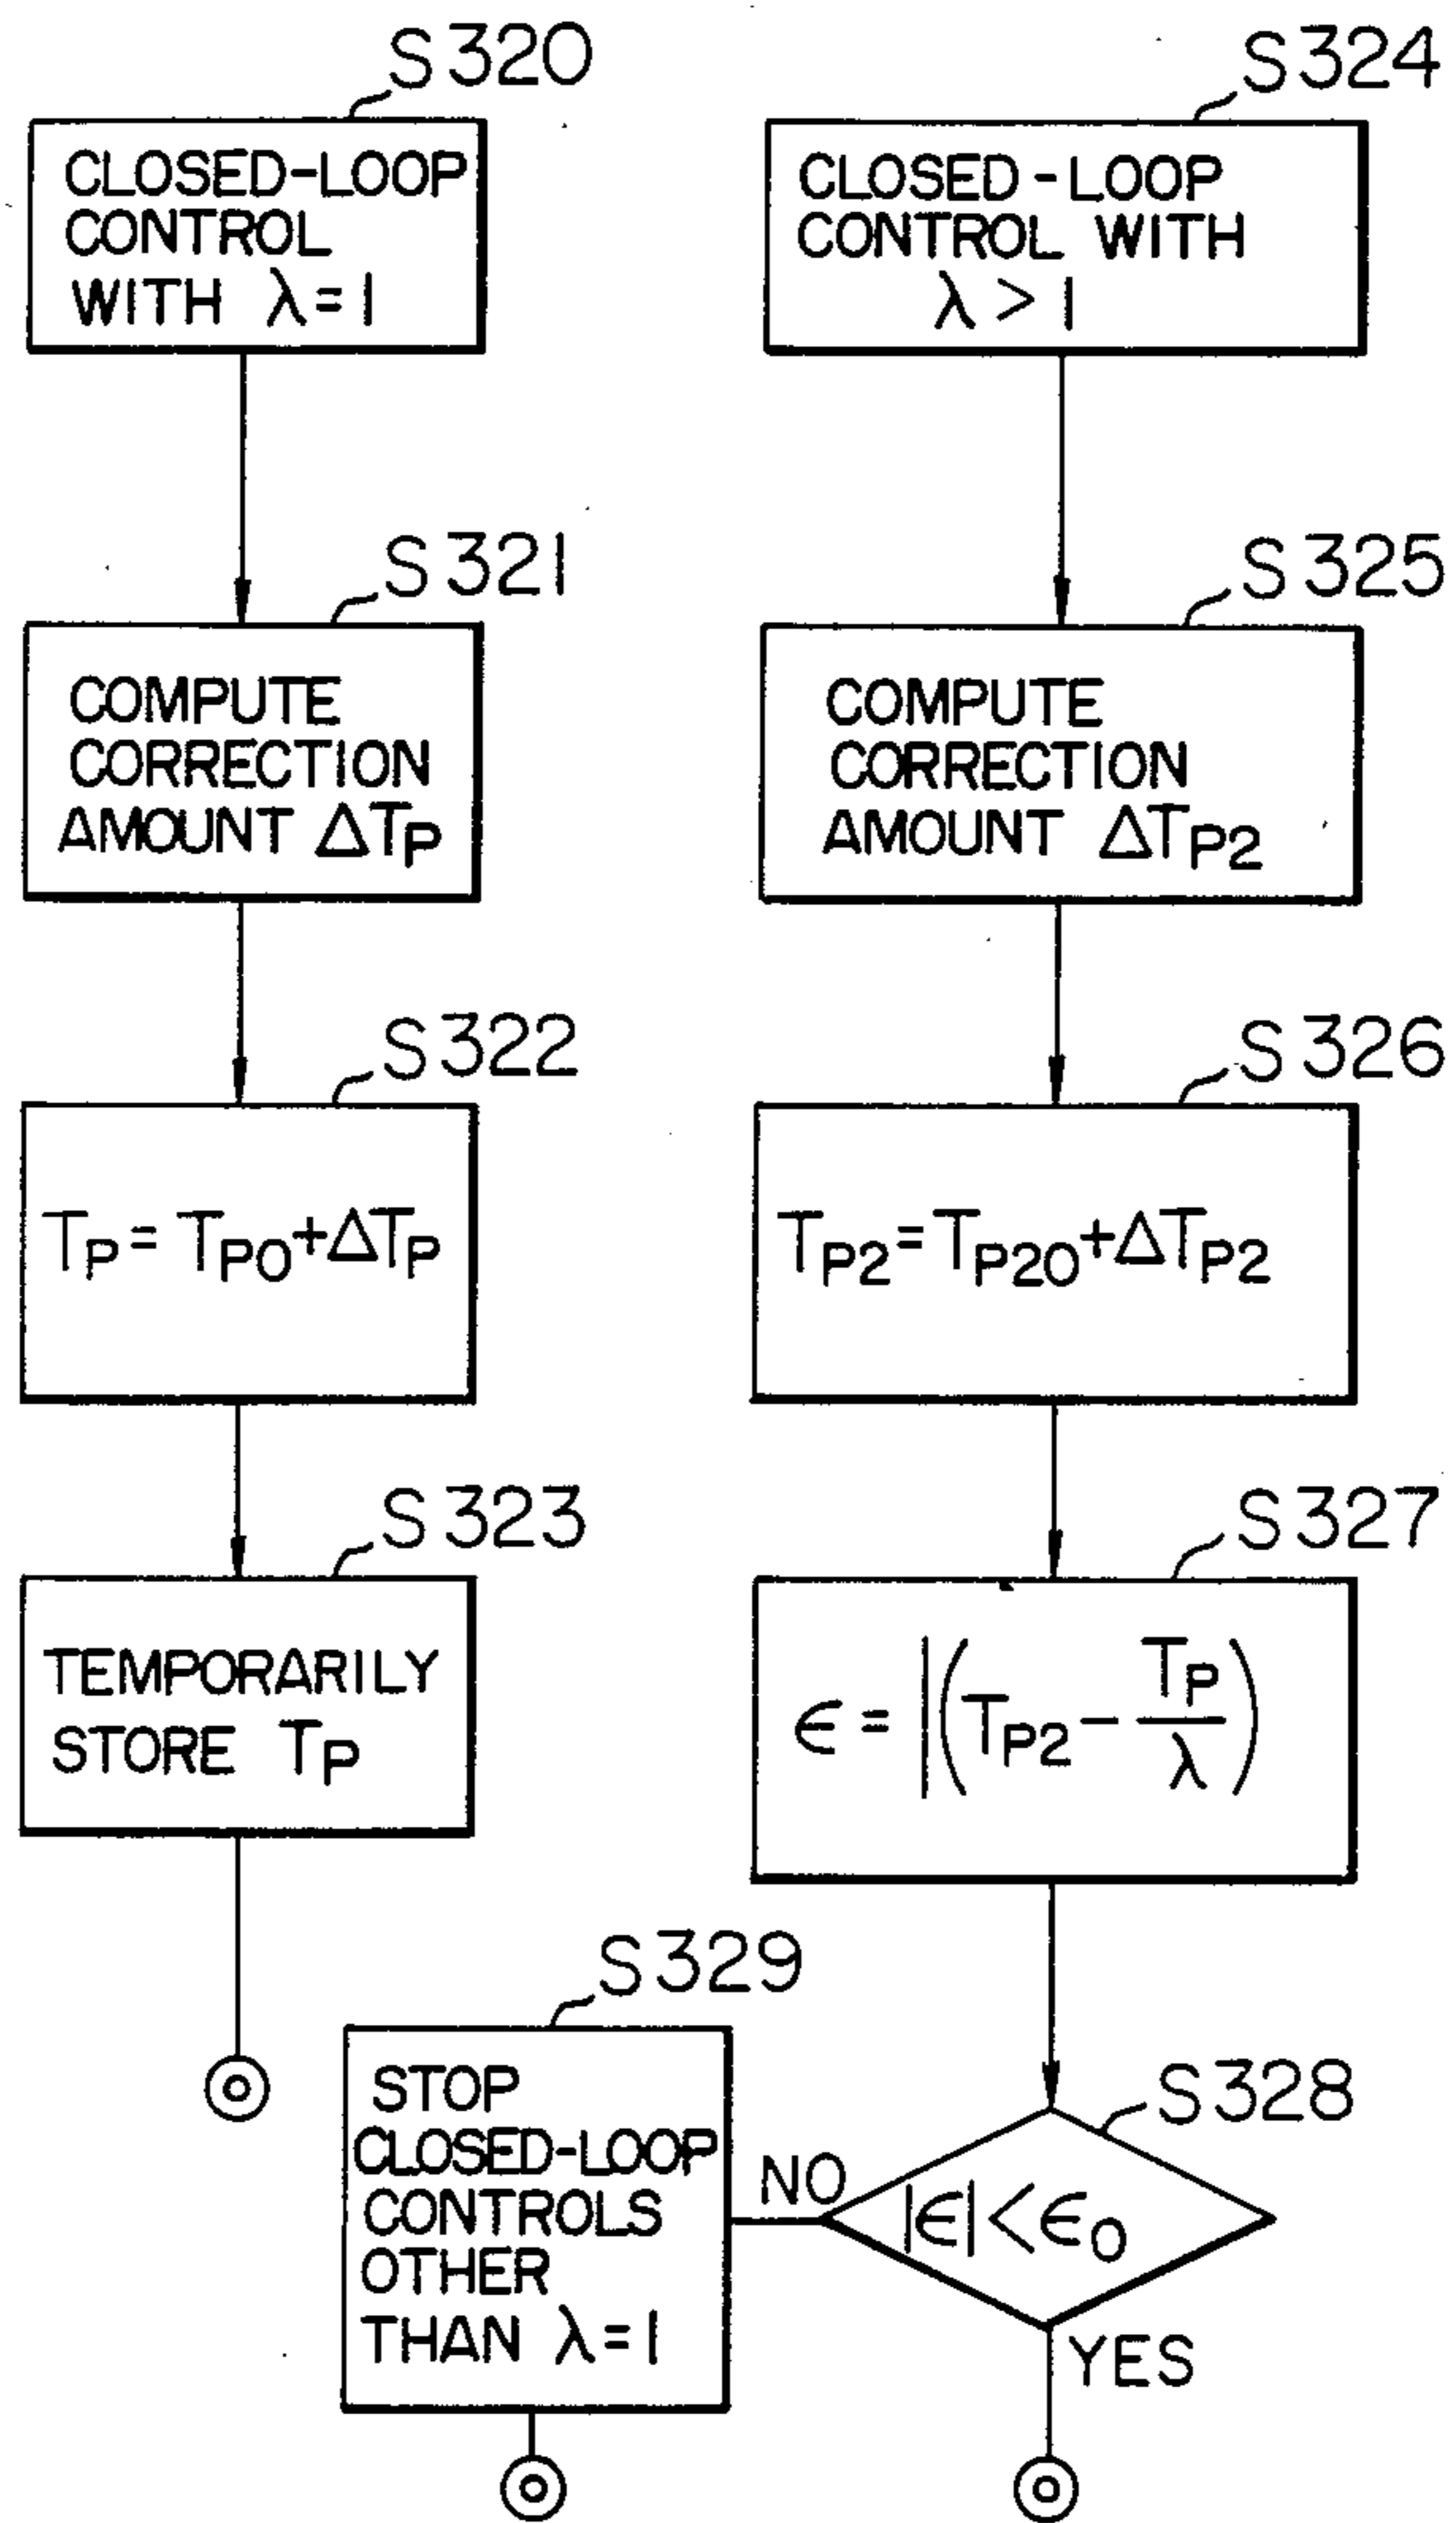 S320
CLOSED-LOOP
CONTROL
WITH λ=1
S321
COMPUTE
CORRECTION
AMOUNT ΔTP
S322
TP = TPO+ΔTP
S323
TEMPORARILY
STORE TP
S324
CLOSED-LOOP
CONTROL WITH
λ > 1
S325
COMPUTE
CORRECTION
AMOUNT ΔTP2
S326
TP2=TP20+ΔTP2
S327
ϵ = |(TP2 - TP/λ)
S328
|ϵ|<ϵ0
NO
YES
S329
STOP
CLOSED-LOOP
CONTROLS
OTHER
THAN λ=1